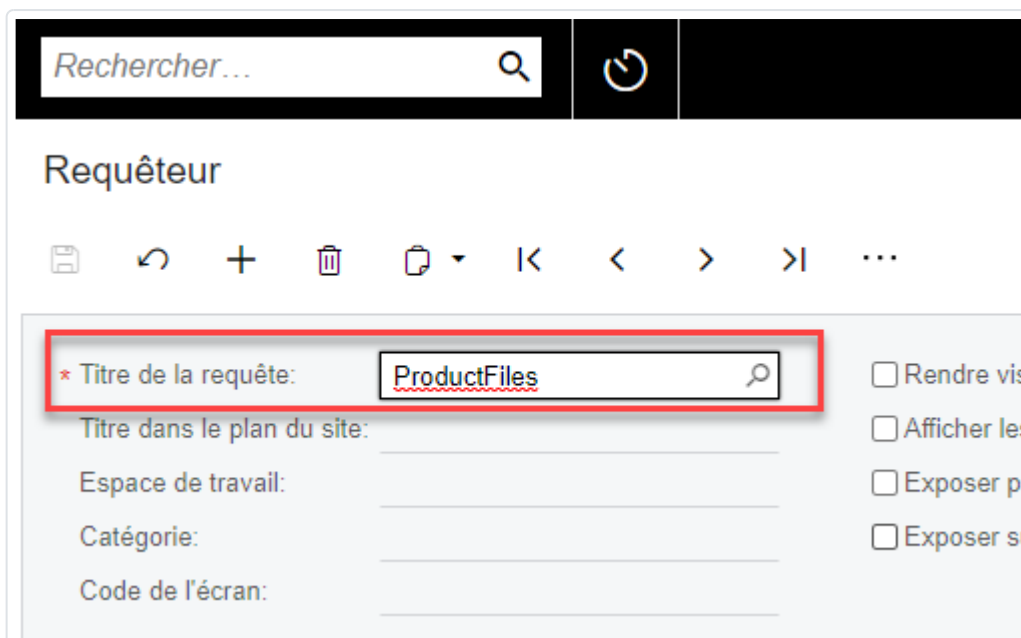 Rechercher...
Requêteur
* Titre de la requête: ProductFiles Rendre vis
Titre dans le plan du site: Afficher les
Espace de travail: Exposer p
Catégorie: Exposer s
Code de l'écran: